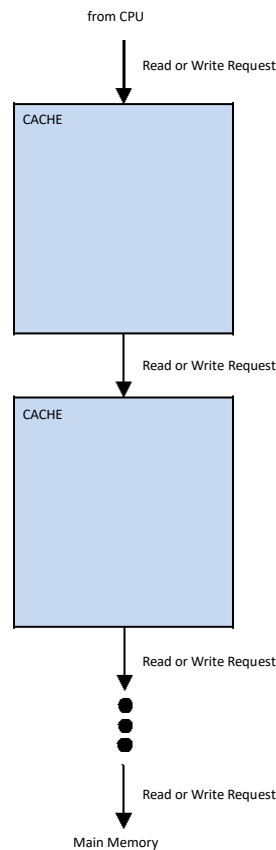 from CPU
Read or Write Request
CACHE
Read or Write Request
CACHE
Read or Write Request
Read or Write Request
Main Memory